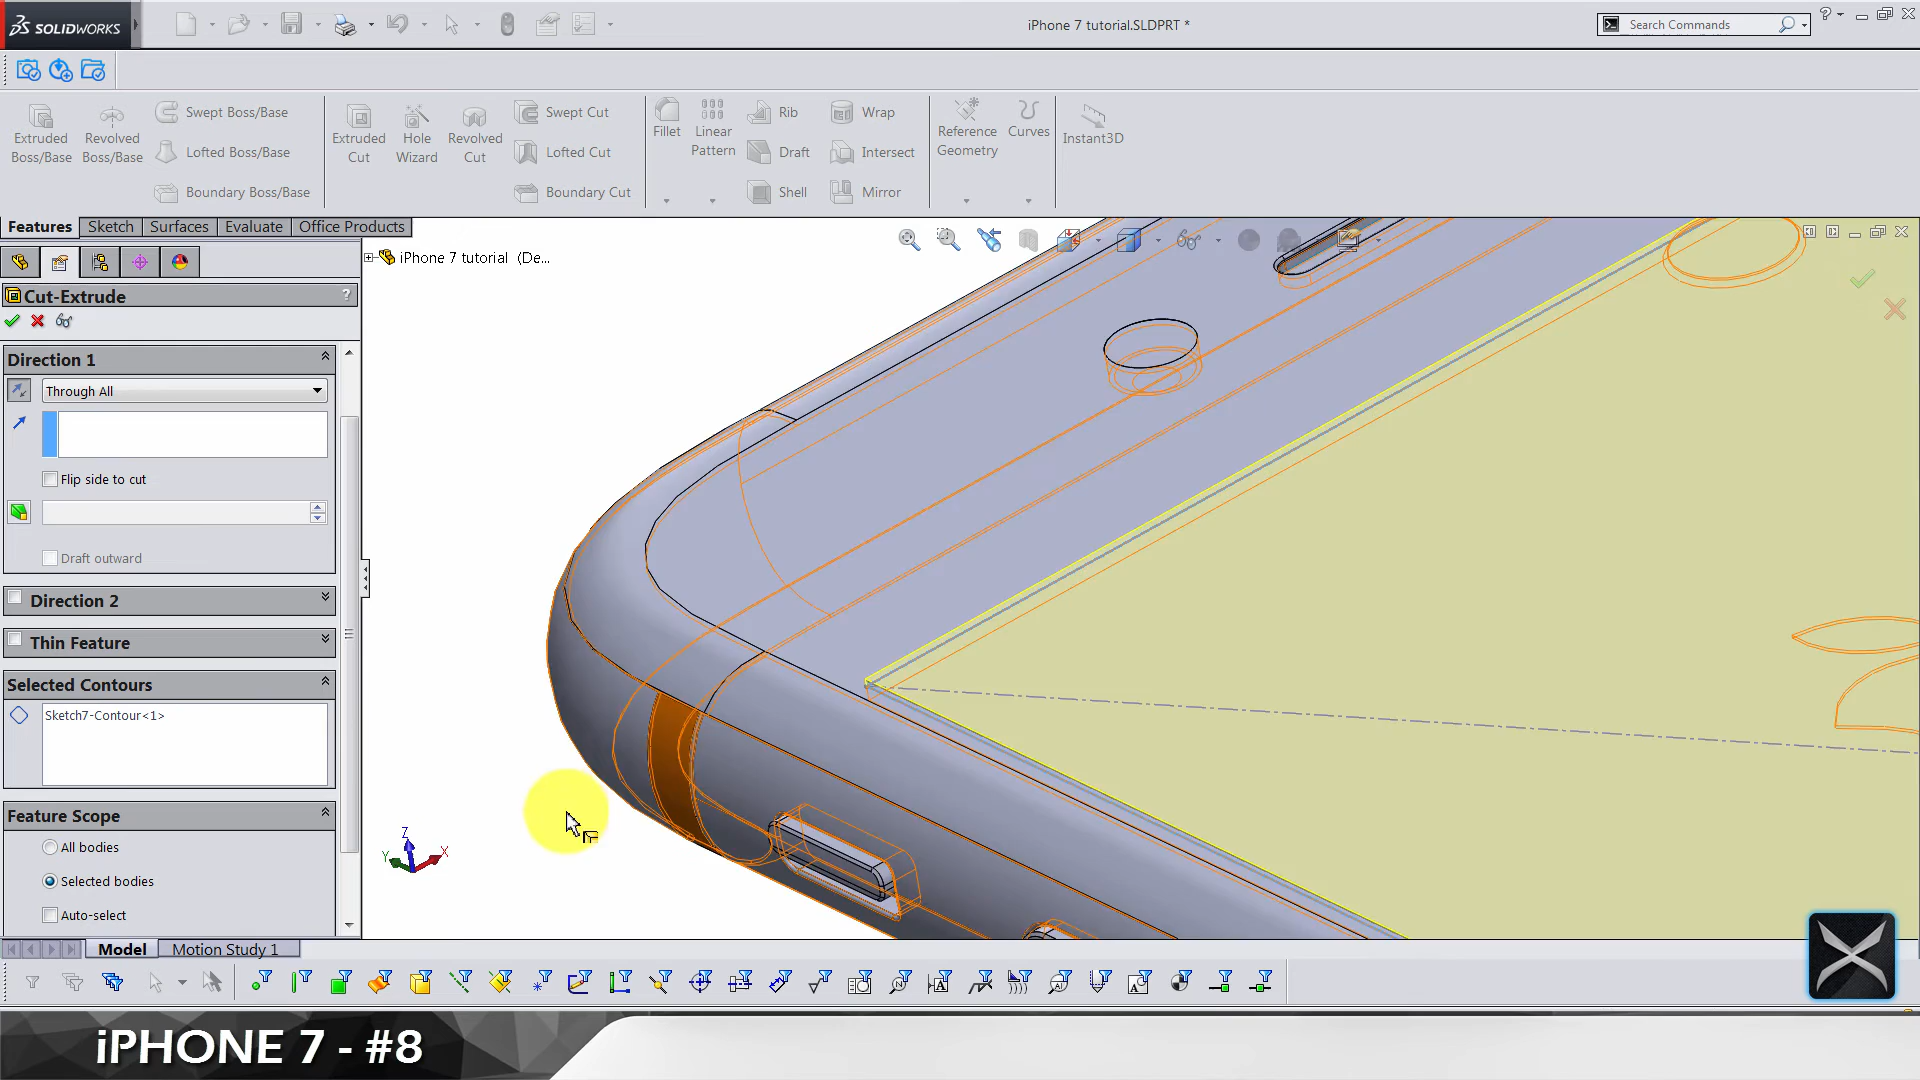 SOLIDWORKS
iPhone 7 tutorial.SLDPRT *
Search Commands
?
Extruded Boss/Base
Revolved Boss/Base
Swept Boss/Base
Lofted Boss/Base
Boundary Boss/Base
Extruded Cut
Hole Wizard
Revolved Cut
Swept Cut
Lofted Cut
Boundary Cut
Fillet
Linear Pattern
Rib
Draft
Shell
Wrap
Intersect
Mirror
Reference Geometry
Curves
Instant3D
Features
Sketch
Surfaces
Evaluate
Office Products
iPhone 7 tutorial (De...
Cut-Extrude
?
Direction 1
Through All
Flip side to cut
Draft outward
Direction 2
Thin Feature
Selected Contours
Sketch7-Contour<1>
Feature Scope
All bodies
Selected bodies
Auto-select
Z
Y
X
Model
Motion Study 1
iPHONE 7 - #8